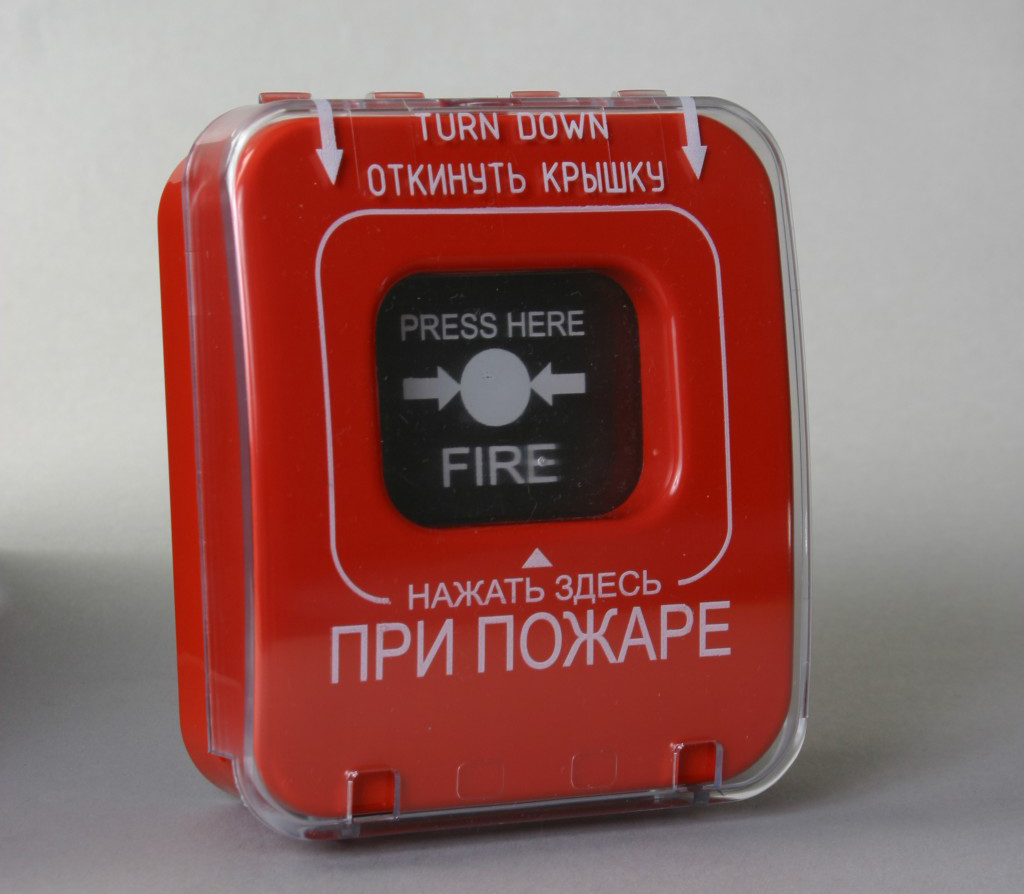 TURN DOWN
ОТКИНУТЬ КРЫШКУ
PRESS HERE
FIRE
НАЖАТЬ ЗДЕСЬ
ПРИ ПОЖАРЕ